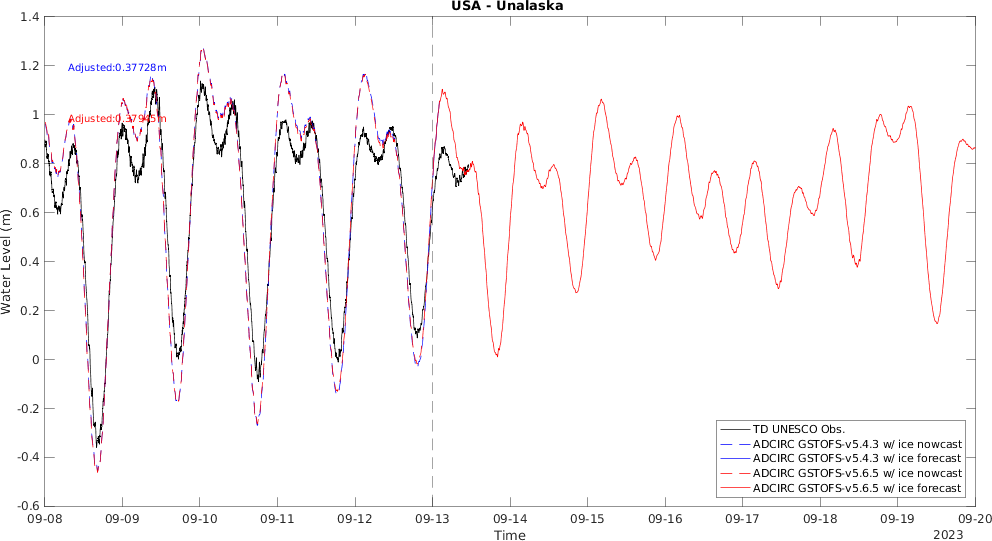 USA - Unalaska
1.4
1.2
1
0.8
0.6
0.4
0.2
0
-0.2
-0.4
-0.6
Water Level (m)
Adjusted:0.37728m
Adjusted:0.37945m
TD UNESCO Obs.
ADCIRC GSTOFS-v5.4.3 w/ ice nowcast
ADCIRC GSTOFS-v5.4.3 w/ ice forecast
ADCIRC GSTOFS-v5.6.5 w/ ice nowcast
ADCIRC GSTOFS-v5.6.5 w/ ice forecast
09-08 09-09 09-10 09-11 09-12 09-13 09-14 09-15 09-16 09-17 09-18 09-19 09-20
Time
2023